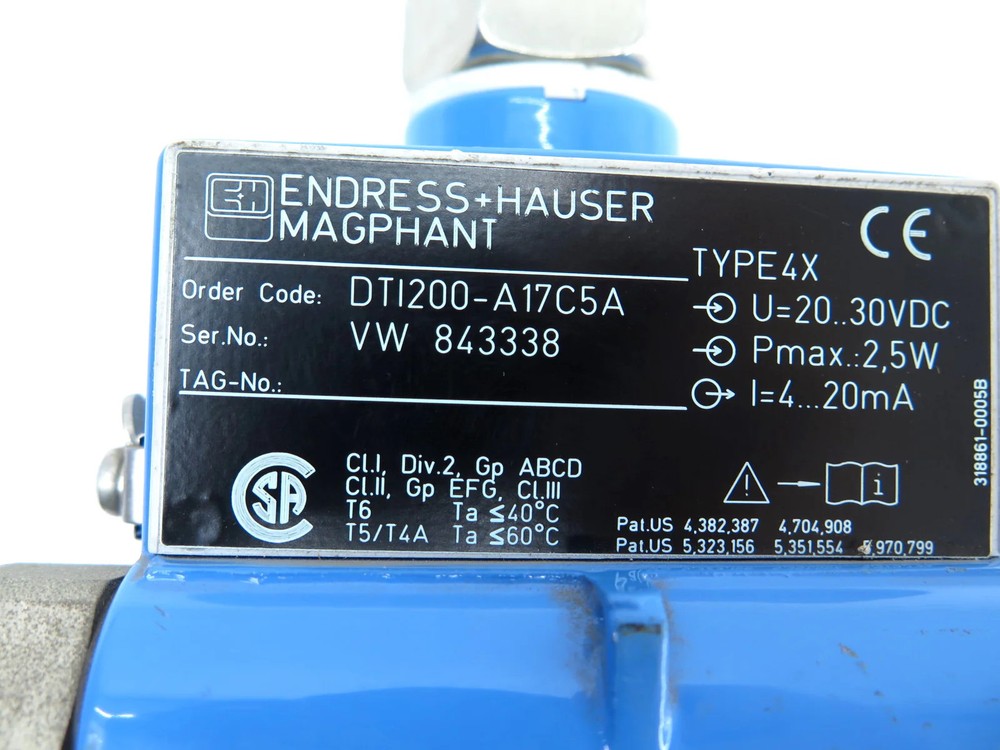 ENDRESS+HAUSER
MAGPHANT
CE
Order Code: DTI200-A17C5A
Ser.No.: VW 843338
TAG-No.:
TYPE4X
U=20..30VDC
Pmax.:2,5W
I=4...20mA
318861-0005B
CSA
Cl.I, Div.2, Gp ABCD
Cl.II, Gp EFG, Cl.III
T6 Ta ≤40°C
T5/T4A Ta ≤60°C
i
Pat.US 4,382,387 4,704,908
Pat.US 5,323,156 5,351,554